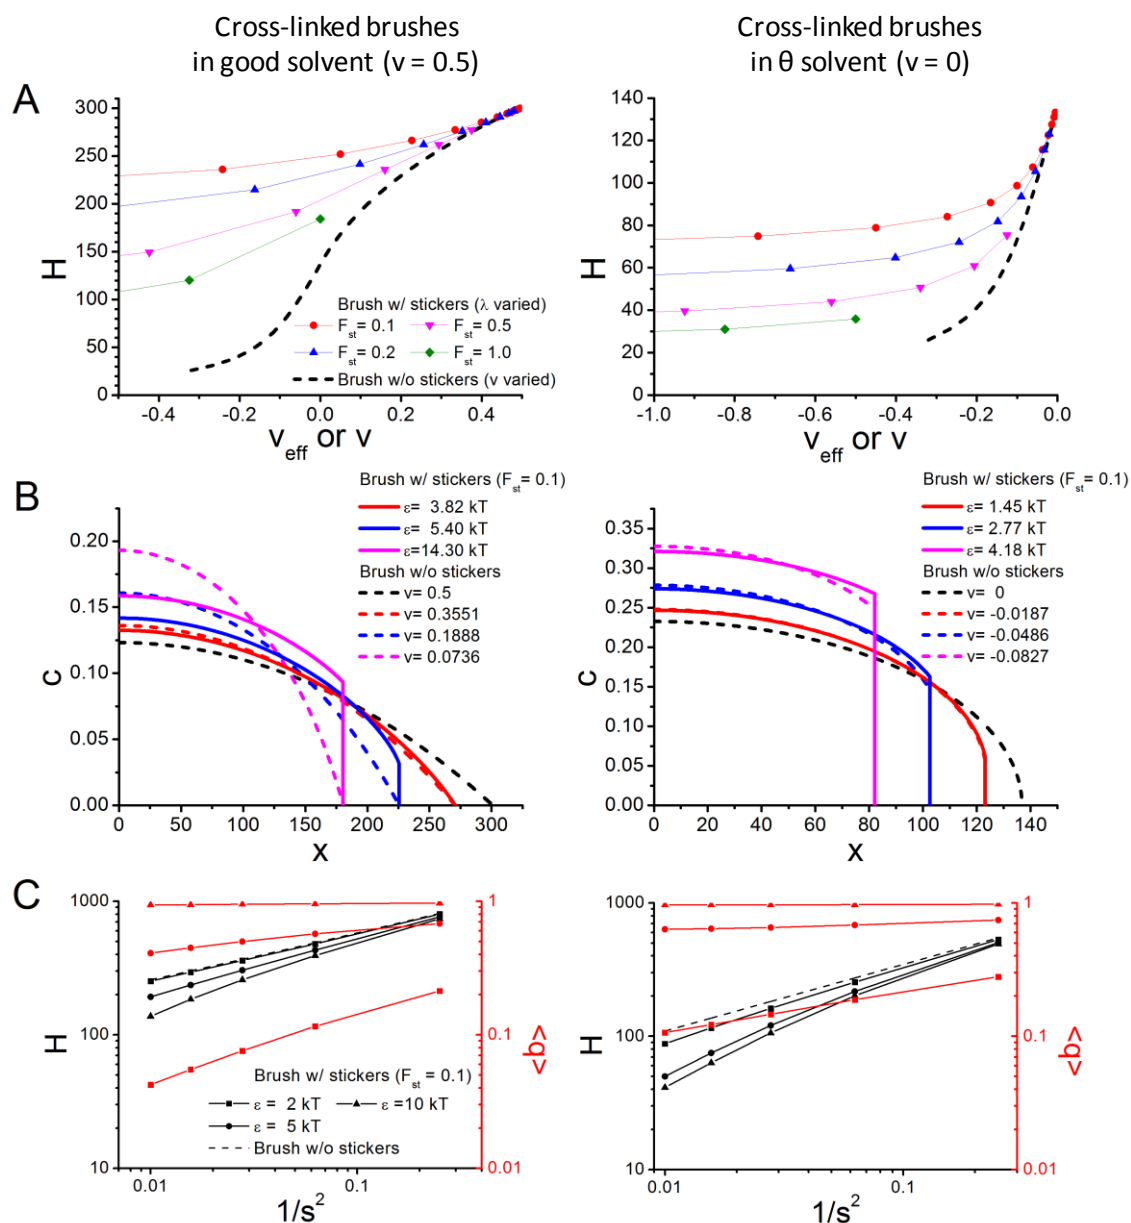 Cross-linked brushes
in good solvent (v = 0.5)
Cross-linked brushes
in θ solvent (v = 0)
A
300
250
200
150
100
50
0
H
-0.4
-0.2
0.0
0.2
0.4
v_eff or v
Brush w/ stickers (λ varied)
F_st = 0.1
F_st = 0.5
F_st = 0.2
F_st = 1.0
Brush w/o stickers (v varied)
140
120
100
80
60
40
20
0
H
-1.0
-0.8
-0.6
-0.4
-0.2
0.0
v_eff or v
B
Brush w/ stickers (F_st = 0.1)
ε= 3.82 kT
ε= 5.40 kT
ε=14.30 kT
Brush w/o stickers
v= 0.5
v= 0.3551
v= 0.1888
v= 0.0736
0.20
0.15
0.10
0.05
0.00
c
0
50
100
150
200
250
300
x
Brush w/ stickers (F_st = 0.1)
ε= 1.45 kT
ε= 2.77 kT
ε= 4.18 kT
Brush w/o stickers
v= 0
v= -0.0187
v= -0.0486
v= -0.0827
0.35
0.30
0.25
0.20
0.15
0.10
0.05
0.00
c
0
20
40
60
80
100
120
140
x
C
1000
100
10
H
1
0.1
0.01
<b>
Brush w/ stickers (F_st = 0.1)
ε = 2 kT
ε =10 kT
ε = 5 kT
Brush w/o stickers
0.01
0.1
1/s²
1000
100
10
H
1
0.1
0.01
<b>
0.01
0.1
1/s²